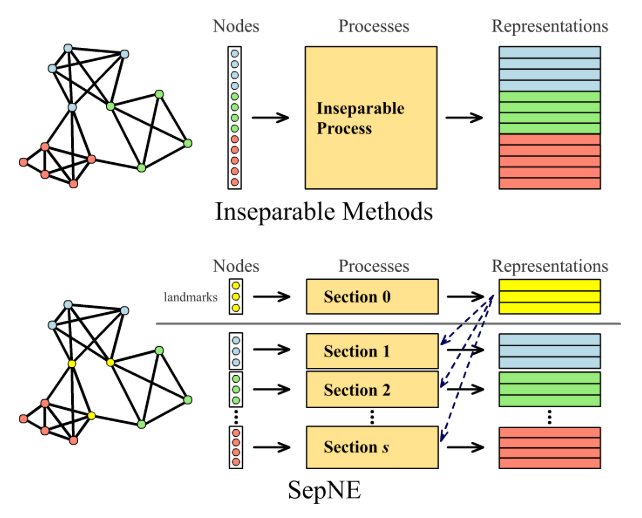 Nodes Processes Representations
Inseparable
Process
Inseparable Methods
Nodes Processes Representations
landmarks Section 0
Section 1
Section 2
Section s
SepNE